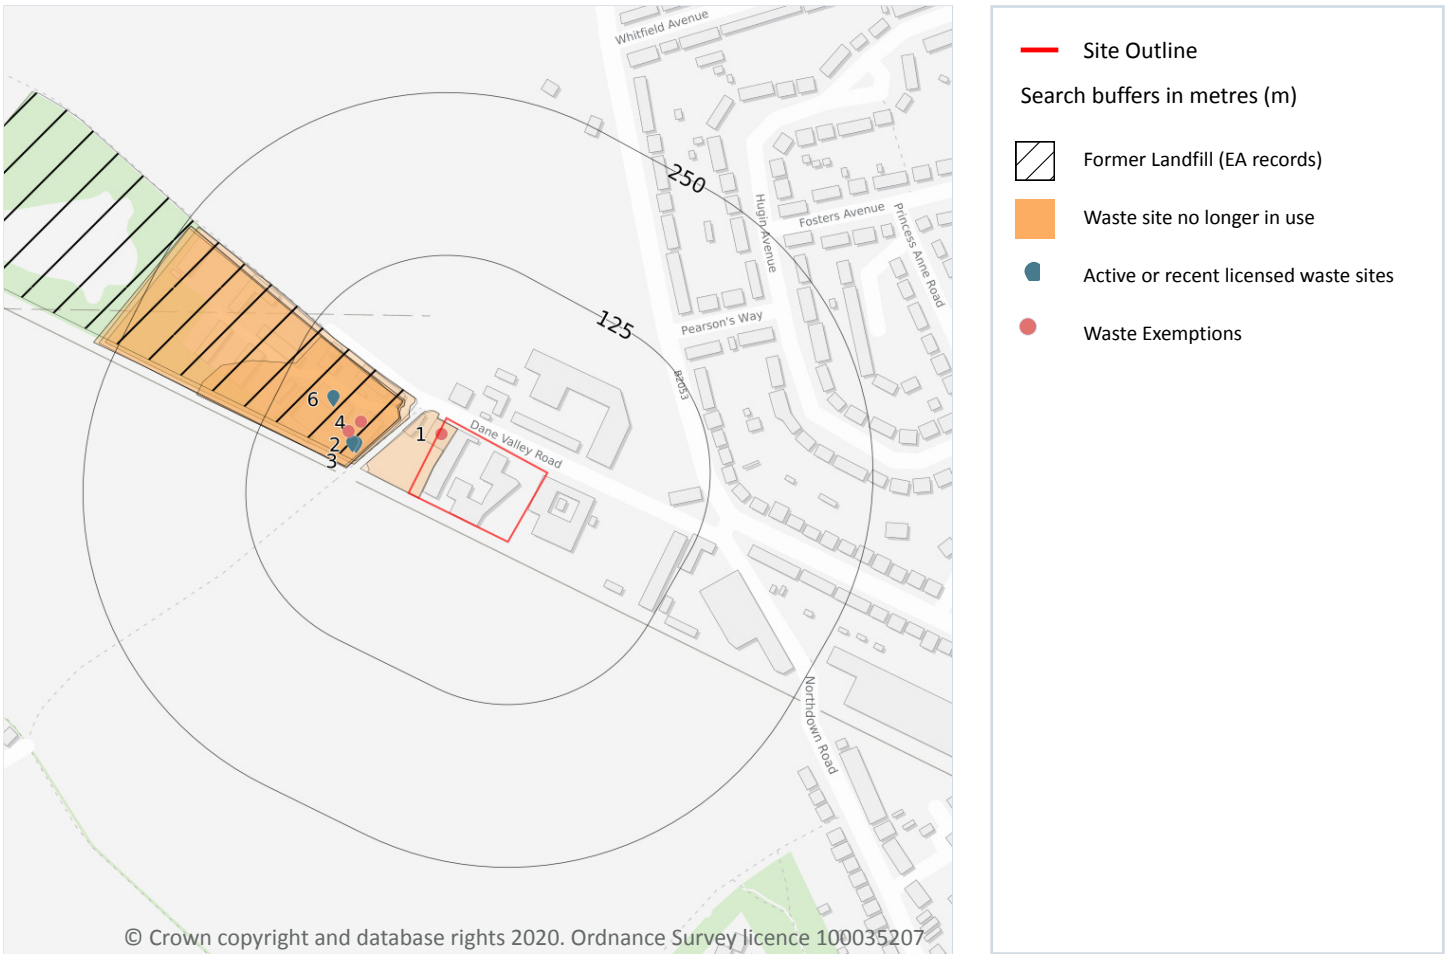 Whitfield Avenue
250
Hugin Avenue
Fosters Avenue
Princess Anne Road
125
Pearson's Way
B2053
6
4
1
2
3
Dane Valley Road
Northdown Road
© Crown copyright and database rights 2020. Ordnance Survey licence 100035207
Site Outline
Search buffers in metres (m)
Former Landfill (EA records)
Waste site no longer in use
Active or recent licensed waste sites
Waste Exemptions